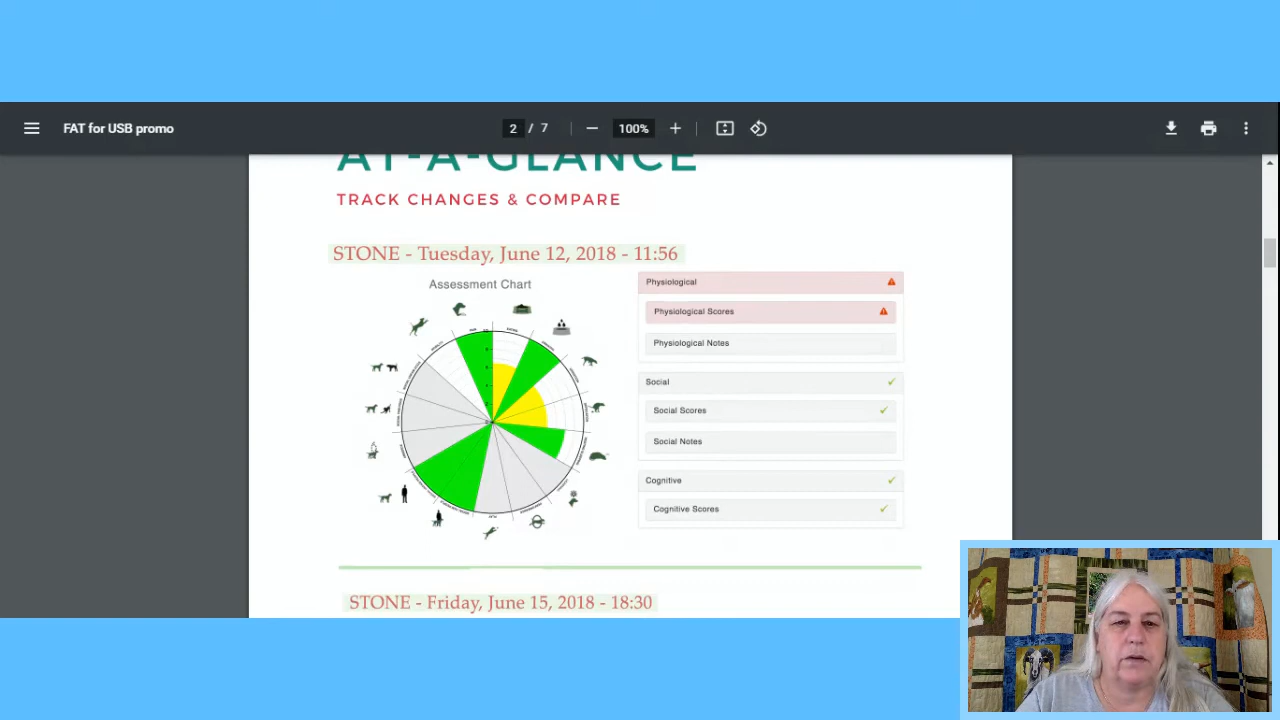 FAT for USB promo
2 / 7
100%
AT-A-GLANCE
TRACK CHANGES & COMPARE
STONE - Tuesday, June 12, 2018 - 11:56
Assessment Chart
Physiological
Physiological Scores
Physiological Notes
Social
Social Scores
Social Notes
Cognitive
Cognitive Scores
STONE - Friday, June 15, 2018 - 18:30